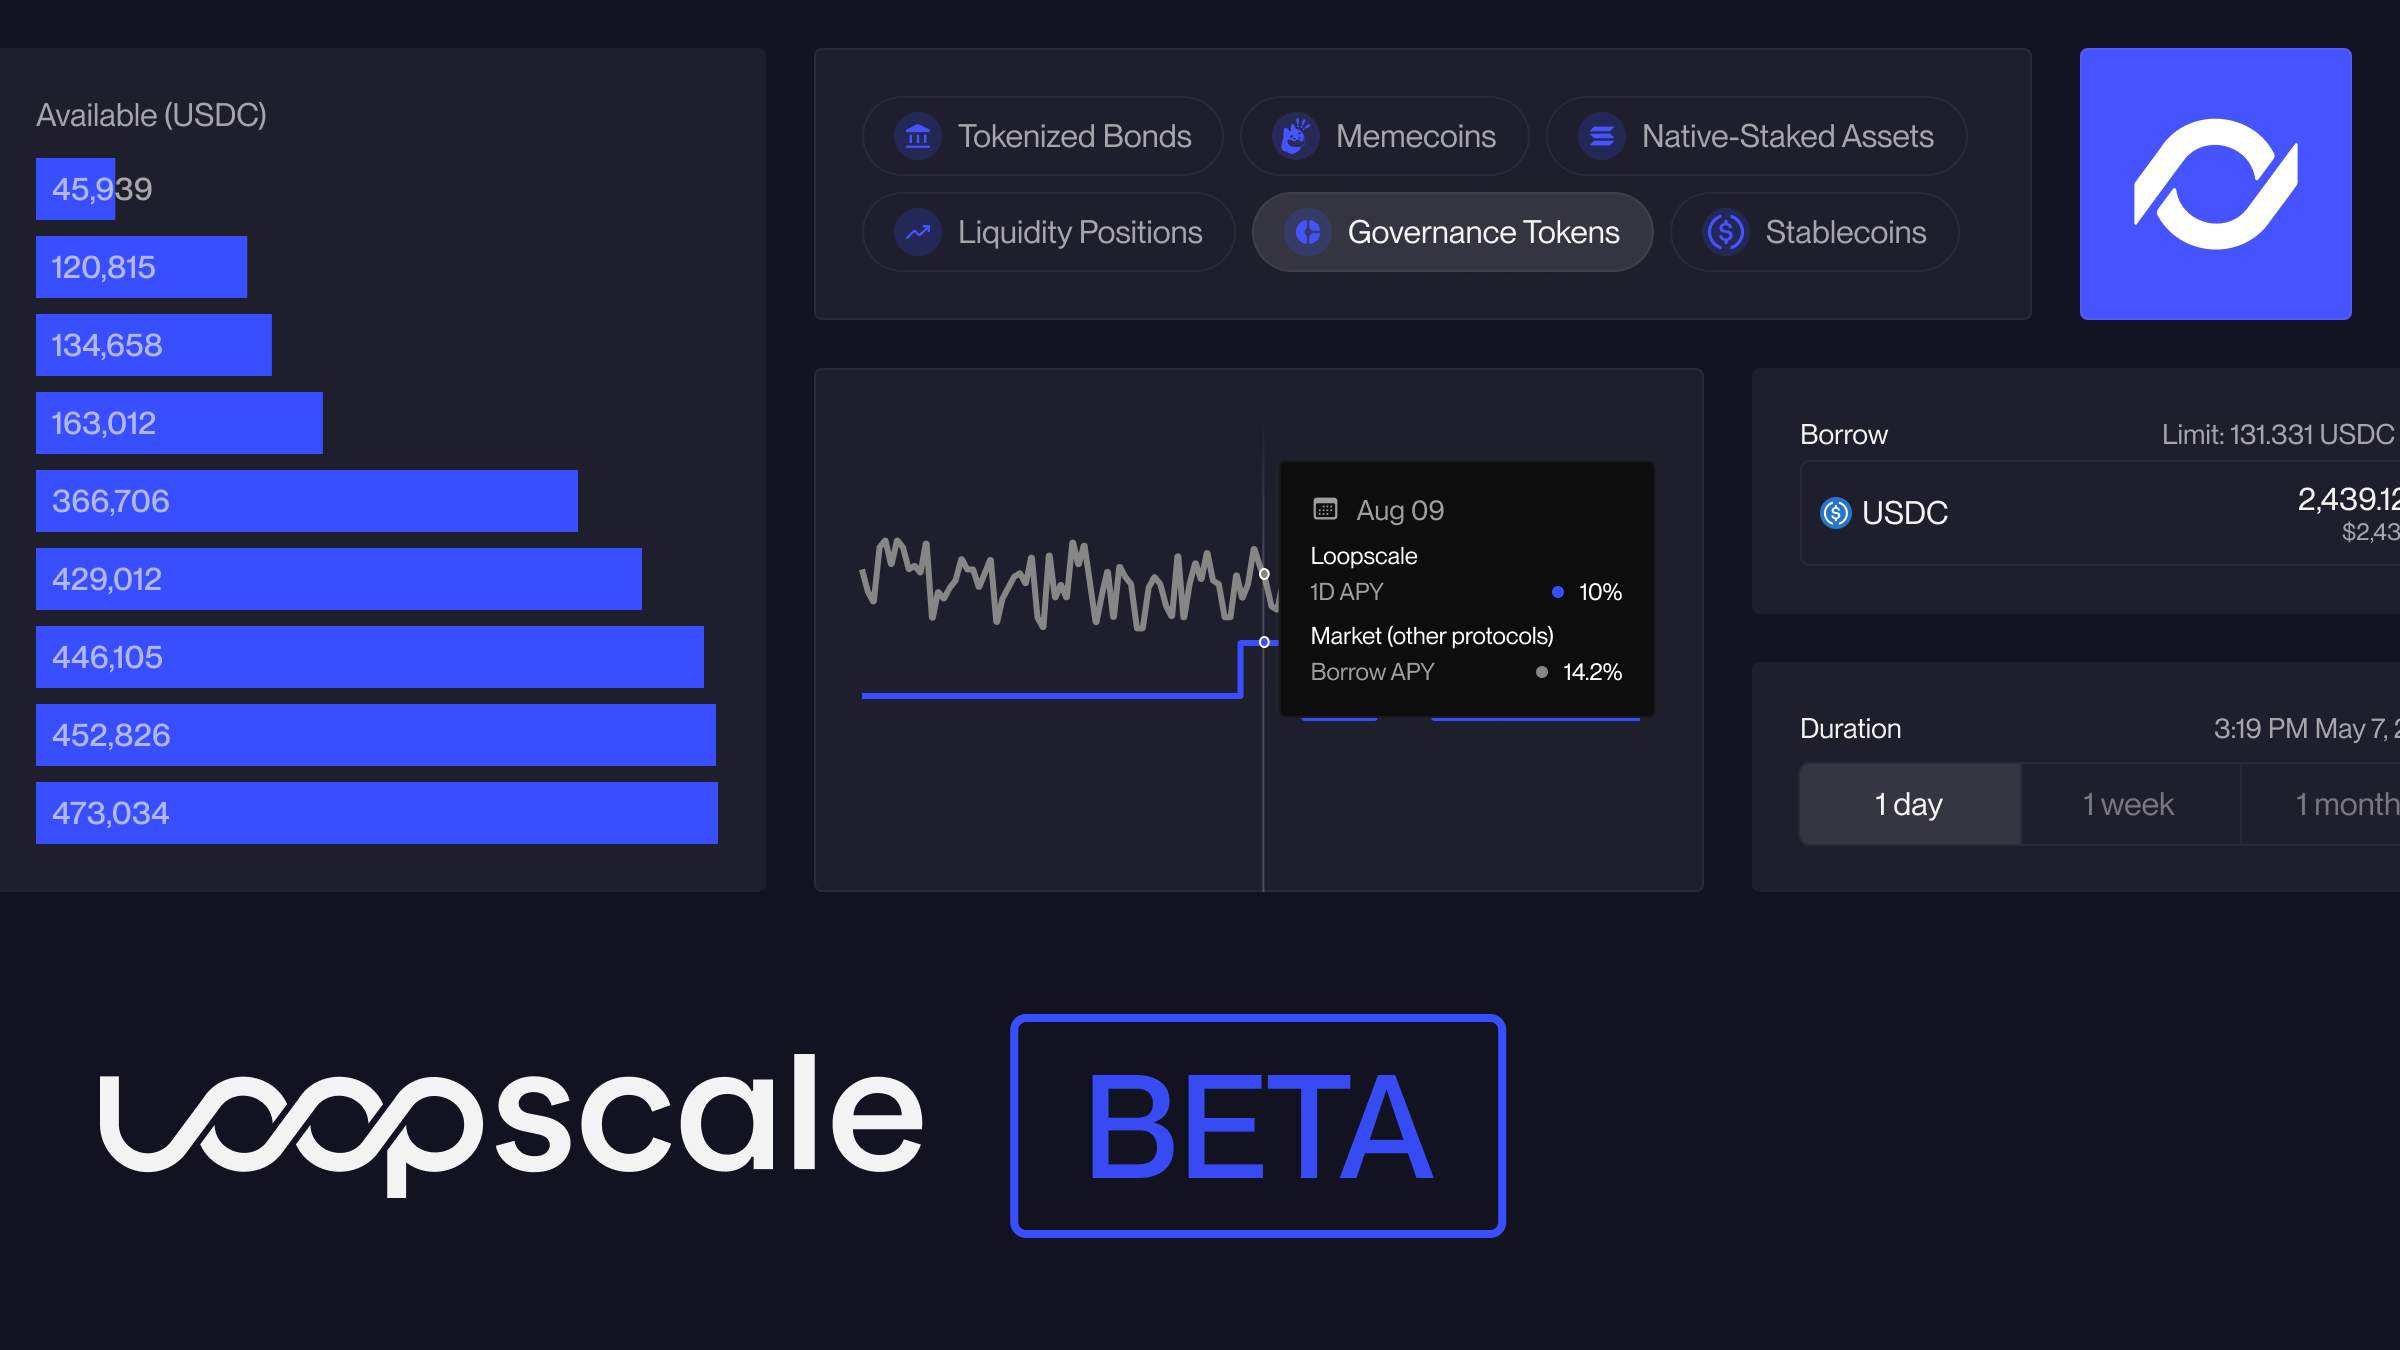 Available (USDC)
45,939
120,815
134,658
163,012
366,706
429,012
446,105
452,826
473,034
Tokenized Bonds
Memecoins
Native-Staked Assets
Liquidity Positions
Governance Tokens
Stablecoins
Aug 09
Loopscale
1D APY 10%
Market (other protocols)
Borrow APY 14.2%
Borrow Limit: 131.331 USDC
USDC 2,439.12
$2,43
Duration 3:19 PM May 7, 2
1 day 1 week 1 month
loopscale
BETA